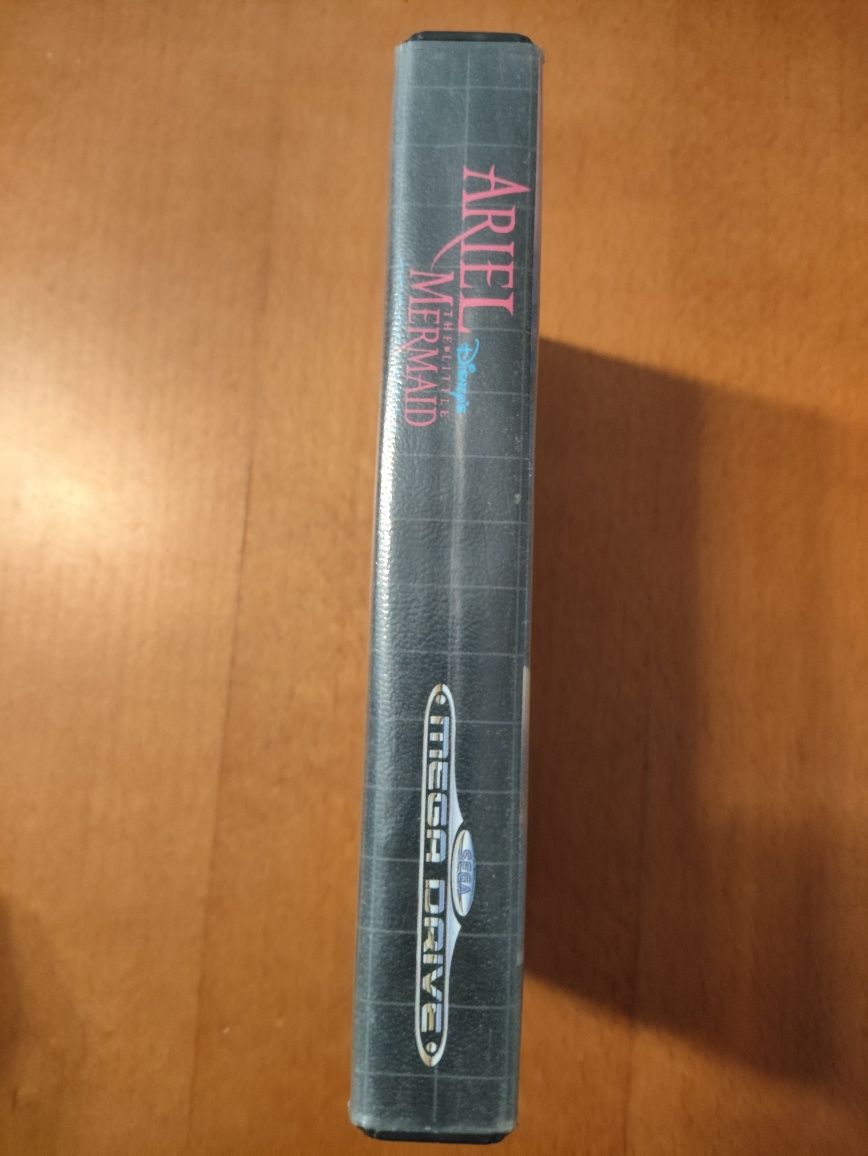 ARIEL
Disney's
THE LITTLE
MERMAID
SEGA
MEGA DRIVE